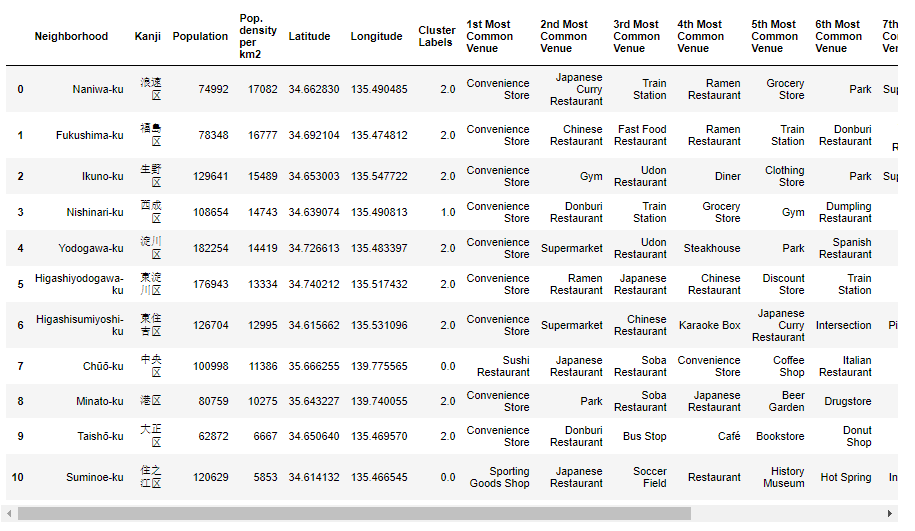 Neighborhood Kanji Population Pop. density per km2 Latitude Longitude Cluster Labels 1st Most Common Venue 2nd Most Common Venue 3rd Most Common Venue 4th Most Common Venue 5th Most Common Venue 6th Most Common Venue 7th
0 Naniwa-ku 浪速区 74992 17082 34.662830 135.490485 2.0 Convenience Store Japanese Curry Restaurant Train Station Ramen Restaurant Grocery Store Park Su
1 Fukushima-ku 福島区 78348 16777 34.692104 135.474812 2.0 Convenience Store Chinese Restaurant Fast Food Restaurant Ramen Restaurant Train Station Donburi Restaurant R
2 Ikuno-ku 生野区 129641 15489 34.653003 135.547722 2.0 Convenience Store Gym Udon Restaurant Diner Clothing Store Park Su
3 Nishinari-ku 西成区 108654 14743 34.639074 135.490813 1.0 Convenience Store Donburi Restaurant Train Station Grocery Store Gym Dumpling Restaurant
4 Yodogawa-ku 淀川区 182254 14419 34.726613 135.483397 2.0 Convenience Store Supermarket Udon Restaurant Steakhouse Park Spanish Restaurant
5 Higashiyodogawa-ku 東淀川区 176943 13334 34.740212 135.517432 2.0 Convenience Store Ramen Restaurant Japanese Restaurant Chinese Restaurant Discount Store Train Station
6 Higashisumiyoshi-ku 東住吉区 126704 12995 34.615662 135.531096 2.0 Convenience Store Supermarket Chinese Restaurant Karaoke Box Japanese Curry Restaurant Intersection Pi
7 Chūō-ku 中央区 100998 11386 35.666255 139.775565 0.0 Sushi Restaurant Japanese Restaurant Soba Restaurant Convenience Store Coffee Shop Italian Restaurant
8 Minato-ku 港区 80759 10275 35.643227 139.740055 2.0 Convenience Store Park Soba Restaurant Japanese Restaurant Beer Garden Drugstore
9 Taishō-ku 大正区 62872 6667 34.650640 135.469570 2.0 Convenience Store Donburi Restaurant Bus Stop Café Bookstore Donut Shop
10 Suminoe-ku 住之江区 120629 5853 34.614132 135.466545 0.0 Sporting Goods Shop Japanese Restaurant Soccer Field Restaurant History Museum Hot Spring In